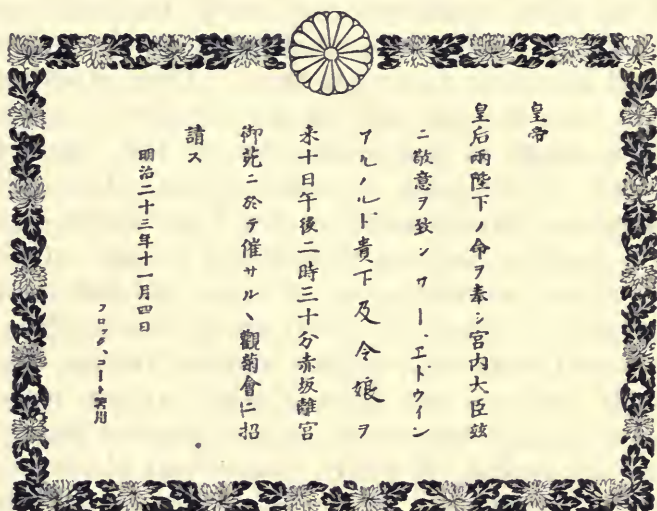 皇帝
皇后兩陛下ノ命ヲ奉シ宮内大臣玆
ニ敬意ヲ致シサー、エドウイン
アルノルド貴下及令娘ヲ
来十日午後二時三十分赤坂離宮
御苑ニ於テ催サルヽ觀菊會ニ招
請ス
明治二十三年十一月四日
フロックコート着用